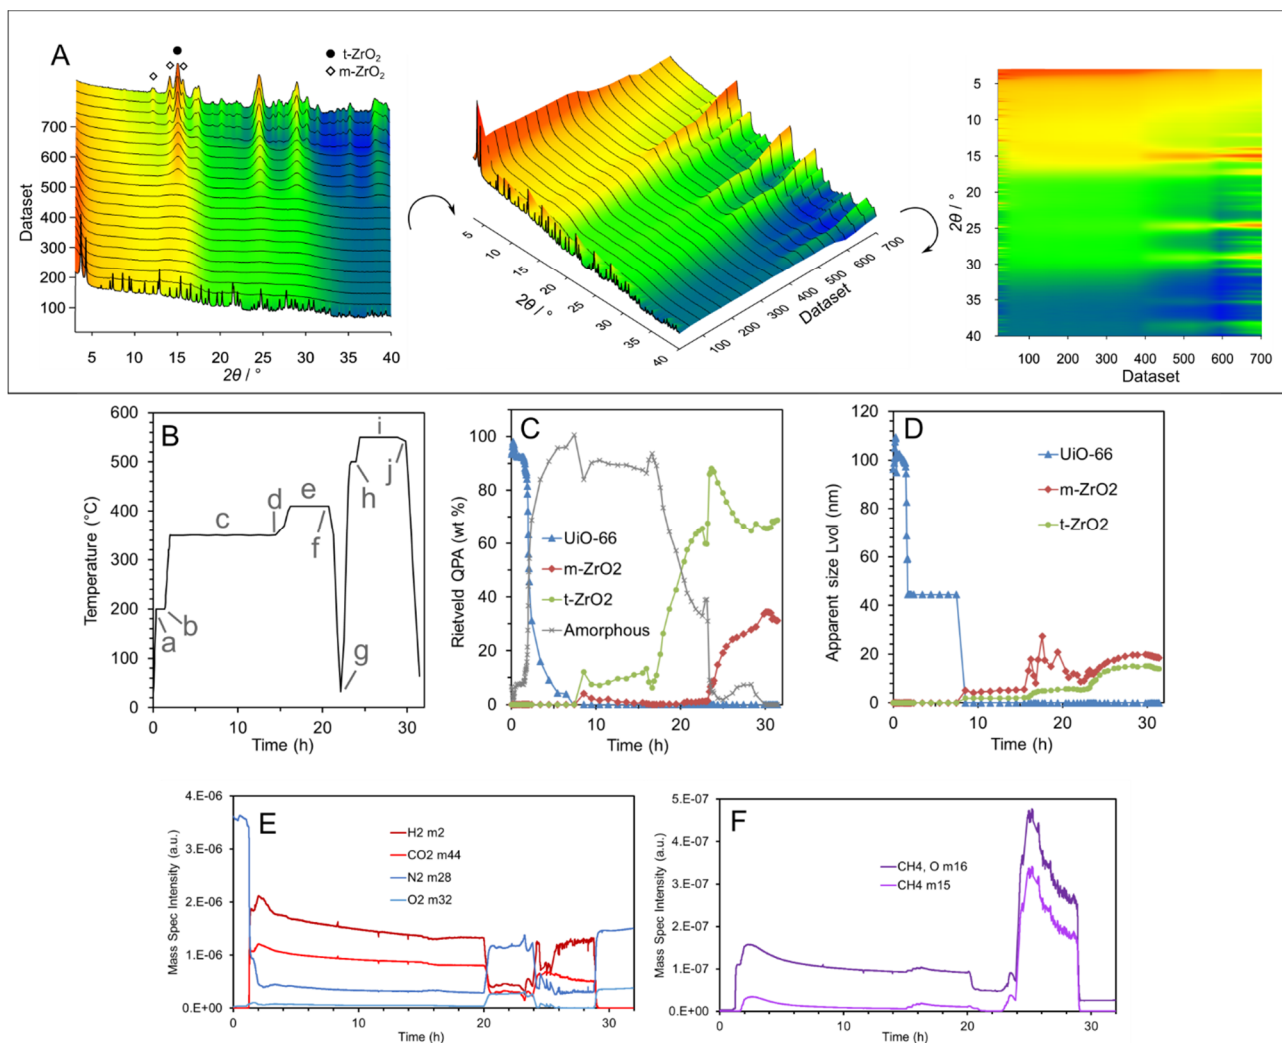 A
● t-ZrO2
◇ m-ZrO2
Dataset
700
600
500
400
300
200
100
5 10 15 20 25 30 35 40
2θ / °
5
10
15
20
25
30
35
40
2θ / °
100
200
300
400
500
600
700
Dataset
2θ / °
5
10
15
20
25
30
35
40
100 200 300 400 500 600 700
Dataset
B
Temperature (°C)
600
500
400
300
200
100
0
a
b
c
d
e
f
g
h
i
j
0 10 20 30
Time (h)
C
Rietveld QPA (wt %)
100
80
60
40
20
0
UiO-66
m-ZrO2
t-ZrO2
Amorphous
0 10 20 30
Time (h)
D
Apparent size Lvol (nm)
120
100
80
60
40
20
0
UiO-66
m-ZrO2
t-ZrO2
0 10 20 30
Time (h)
E
Mass Spec Intensity (a.u.)
4.E-06
3.E-06
2.E-06
1.E-06
0.E+00
H2 m2
CO2 m44
N2 m28
O2 m32
0 10 20 30
Time (h)
F
Mass Spec Intensity (a.u.)
5.E-07
4.E-07
3.E-07
2.E-07
1.E-07
0.E+00
CH4, O m16
CH4 m15
0 10 20 30
Time (h)